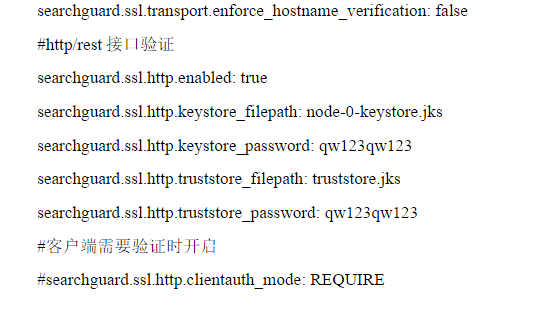 searchguard.ssl.transport.enforce_hostname_verification: false
#http/rest 接口验证
searchguard.ssl.http.enabled: true
searchguard.ssl.http.keystore_filepath: node-0-keystore.jks
searchguard.ssl.http.keystore_password: qw123qw123
searchguard.ssl.http.truststore_filepath: truststore.jks
searchguard.ssl.http.truststore_password: qw123qw123
#客户端需要验证时开启
#searchguard.ssl.http.clientauth_mode: REQUIRE